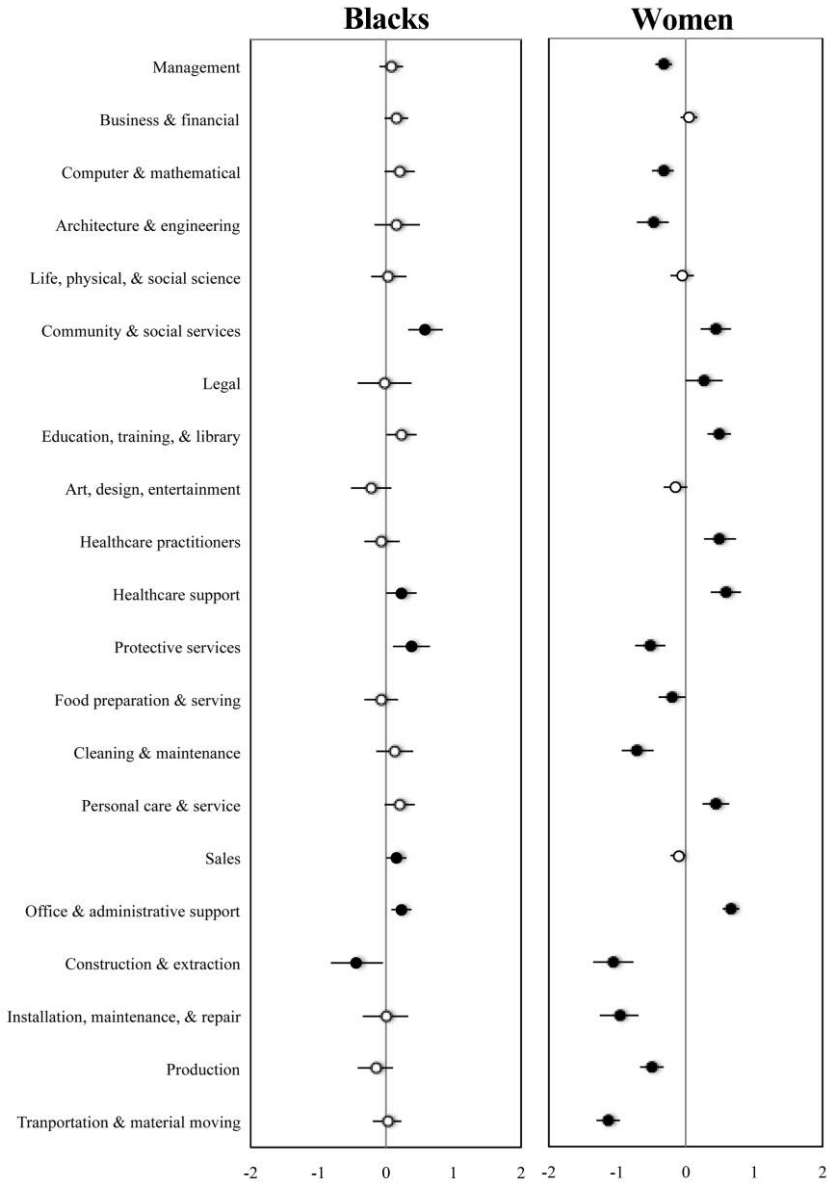 Blacks Women
Management
Business & financial
Computer & mathematical
Architecture & engineering
Life, physical, & social science
Community & social services
Legal
Education, training, & library
Art, design, entertainment
Healthcare practitioners
Healthcare support
Protective services
Food preparation & serving
Cleaning & maintenance
Personal care & service
Sales
Office & administrative support
Construction & extraction
Installation, maintenance, & repair
Production
Tranportation & material moving
-2 -1 0 1 2 -2 -1 0 1 2